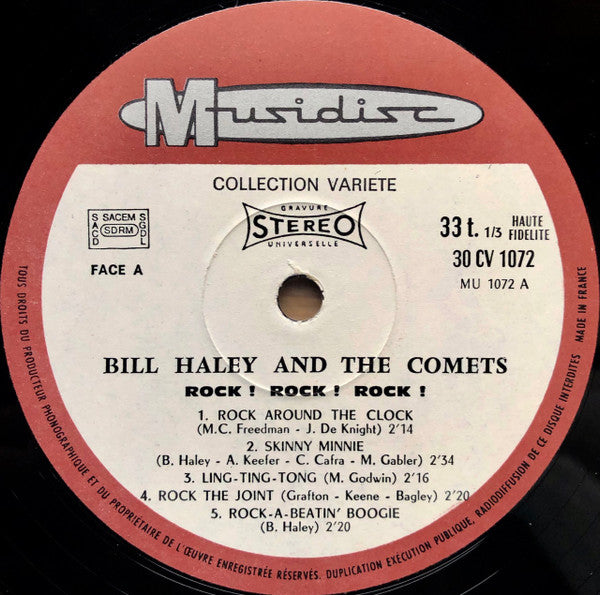 Musidisc
COLLECTION VARIETE
GRAVURE
STEREO
UNIVERSELLE
SACD
SACEM
SDRM
SGDL
33 t. 1/3 HAUTE FIDELITE
30 CV 1072
MU 1072 A
FACE A
BILL HALEY AND THE COMETS
ROCK ! ROCK ! ROCK !
1. ROCK AROUND THE CLOCK
(M.C. Freedman - J. De Knight) 2'14
2. SKINNY MINNIE
(B. Haley - A. Keefer - C. Cafra - M. Gabler) 2'34
3. LING-TING-TONG (M. Godwin) 2'16
4. ROCK THE JOINT (Grafton - Keene - Bagley) 2'20
5. ROCK-A-BEATIN' BOOGIE
(B. Haley) 2'20
TOUS DROITS DU PRODUCTEUR PHONOGRAPHIQUE ET DU PROPRIÉTAIRE DE L'ŒUVRE ENREGISTRÉE RÉSERVÉS. DUPLICATION EXÉCUTION PUBLIQUE, RADIODIFFUSION DE CE DISQUE INTERDITES MADE IN FRANCE